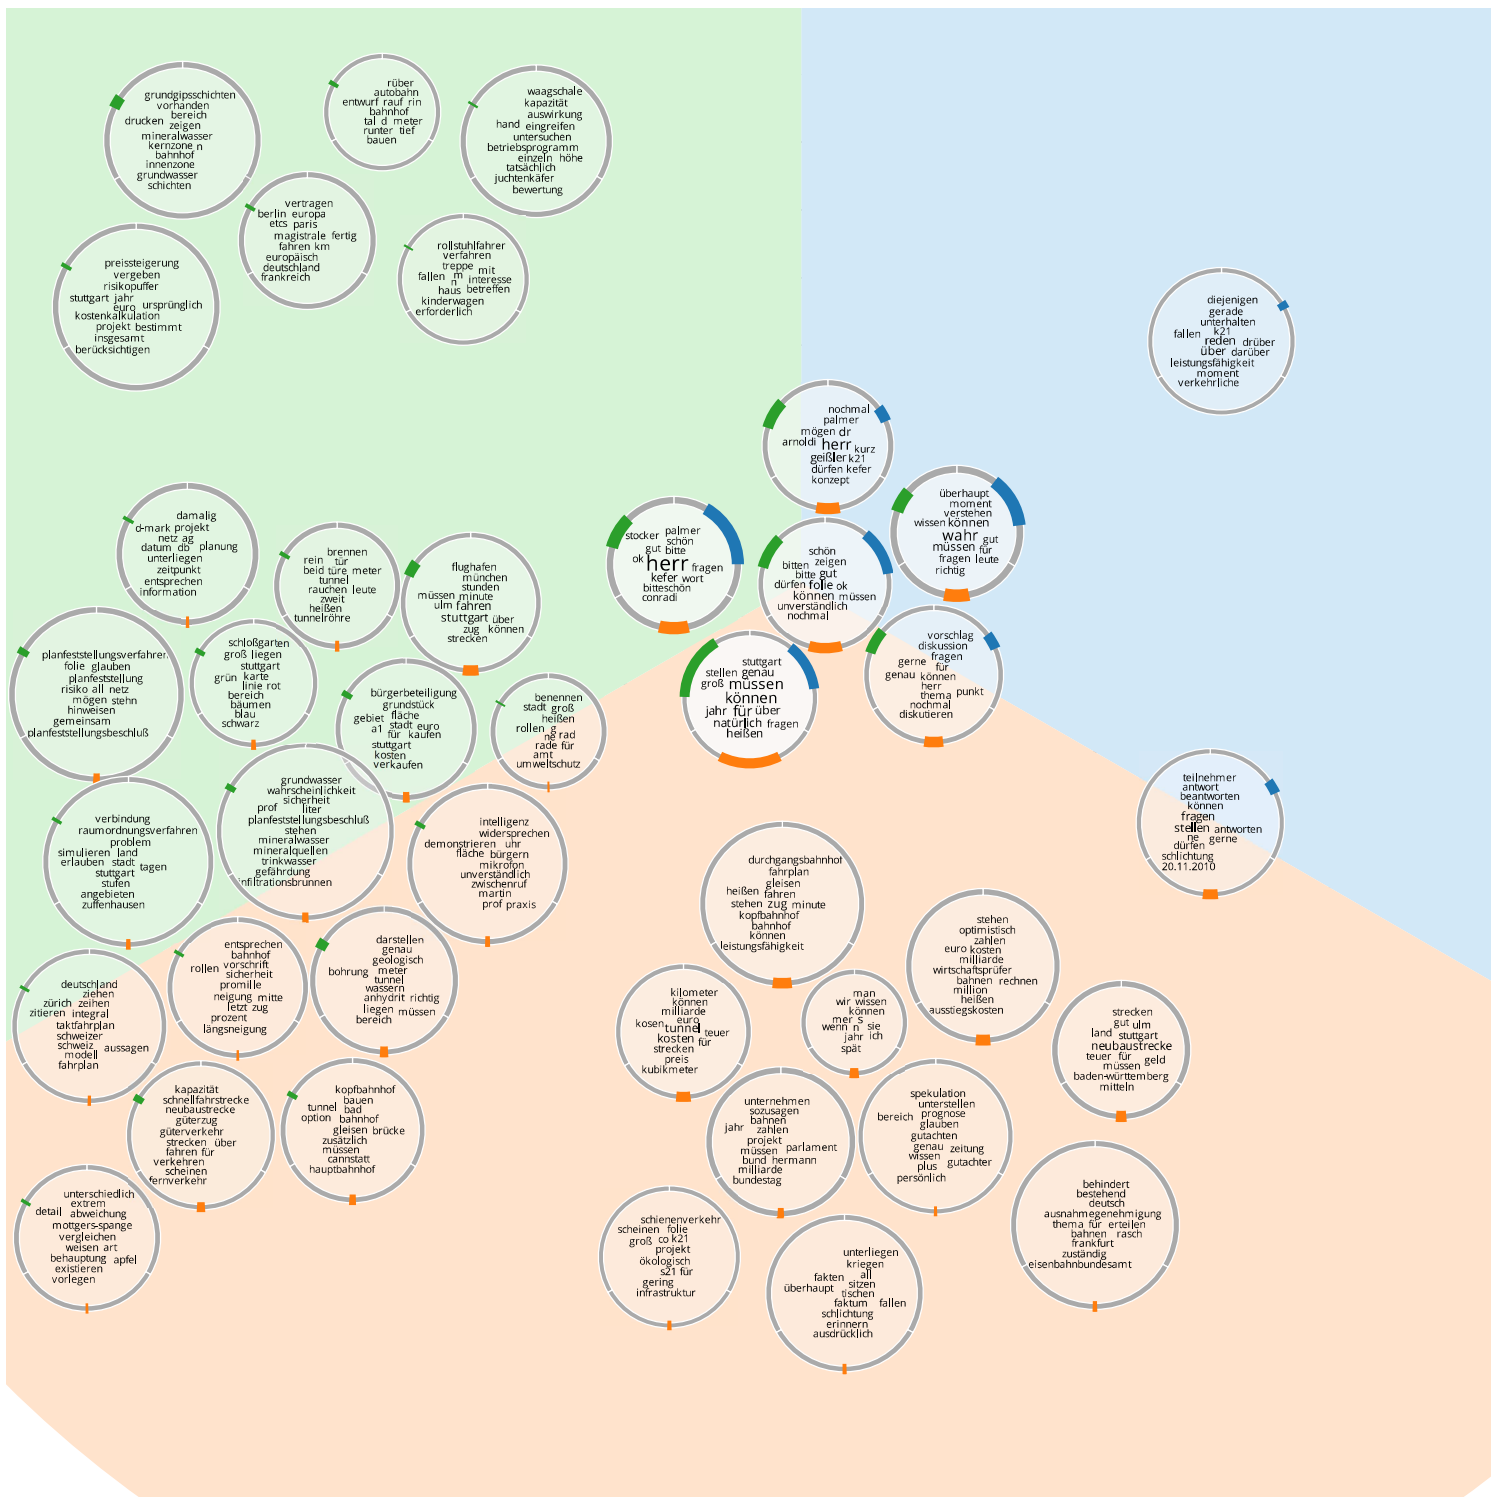 grundgipsschichten
vorhanden
bereich
drucken zeigen
mineralwasser
kernzone n
bahnhof
innenzone
grundwasser
schichten
rüber
autobahn
entwurf rauf rin
bahnhof
tal d meter
runter tief
bauen
waagschale
kapazität
auswirkung
hand eingreifen
untersuchen
betriebsprogramm
einzeln höhe
tatsächlich
juchtenkäfer
bewertung
vertragen
berlin europa
etcs paris
magistrale fertig
fahren km
europäisch
deutschland
frankreich
preissteigerung
vergeben
risikopuffer
stuttgart jahr
euro ursprünglich
kostenkalkulation
projekt bestimmt
insgesamt
berücksichtigen
rollstuhlfahrer
verfahren
treppe mit
fallen m interesse
n
haus betreffen
kinderwagen
erforderlich
diejenigen
gerade
unterhalten
fallen k21
reden drüber
über darüber
leistungsfähigkeit
moment
verkehrliche
nochmal
palmer
mögen dr
arnoldi herr kurz
geißler k21
dürfen kefer
konzept
überhaupt
moment
verstehen
wissen können
wahr gut
müssen für
fragen leute
richtig
stocker palmer
schön
gut bitte
ok herr fragen
kefer wort
bitteschön
conradi
schön
zeigen
bitten
bitte gut
dürfen folie ok
können müssen
unverständlich
nochmal
vorschlag
diskussion
fragen
gerne für
genau können
herr
thema punkt
nochmal
diskutieren
stuttgart
stellen genau
groß müssen
können
jahr für über
natürlich fragen
heißen
damalig
d-mark projekt
netz ag
datum db planung
unterliegen
zeitpunkt
entsprechen
information
brennen
rein tür
beid türe meter
tunnel
rauchen leute
zweit
heißen
tunnelröhre
flughafen
münchen
stunden
müssen minute
ulm fahren
stuttgart über
zug können
strecken
planfeststellungsverfahren
folie glauben
planfeststellung
risiko all netz
mögen stehn
hinweisen
gemeinsam
planfeststellungsbeschluß
schloßgarten
groß liegen
stuttgart
grün karte
linie rot
bereich
bäumen
blau
schwarz
bürgerbeteiligung
grundstück
gebiet fläche
a1 stadt euro
für kaufen
stuttgart
kosten
verkaufen
benennen
stadt groß
heißen
rollen g
ne rad
rade für
amt
umweltschutz
verbindung
raumordnungsverfahren
problem
simulieren land
erlauben stadt tagen
stuttgart
stufen
angebieten
zuffenhausen
grundwasser
wahrscheinlichkeit
sicherheit
prof liter
planfeststellungsbeschluß
stehen
mineralwasser
mineralquellen
trinkwasser
gefährdung
infiltrationsbrunnen
intelligenz
widersprechen
demonstrieren uhr
fläche bürgern
mikrofon
unverständlich
zwischenruf
martin
prof praxis
teilnehmer
antwort
beantworten
können
fragen
stellen antworten
ne gerne
dürfen
schlichtung
20.11.2010
durchgangsbahnhof
fahrplan
gleisen
heißen fahren
stehen zug minute
kopfbahnhof
bahnhof
können
leistungsfähigkeit
stehen
optimistisch
zahlen
euro kosten
milliarde
wirtschaftsprüfer
bahnen rechnen
million
heißen
ausstiegskosten
deutschland
ziehen
zürich zeihen
zitieren integral
taktfahrplan
schweizer
schweiz aussagen
modell
fahrplan
entsprechen
bahnhof
rollen vorschrift
sicherheit
promille
neigung mitte
letzt zug
prozent
längsneigung
darstellen
genau
geologisch
bohrung meter
tunnel
wassern
anhydrit richtig
liegen müssen
bereich
kilometer
können
milliarde
euro
kosen tunnel teuer
kosten für
strecken
preis
kubikmeter
man
wir wissen
können
mer s
wenn n sie
jahr ich
spät
strecken
gut ulm
land stuttgart
neubaustrecke
teuer für geld
müssen
baden-württemberg
mitteln
kapazität
schnellfahrstrecke
neubaustrecke
güterzug
güterverkehr
strecken über
fahren für
verkehren
scheinen
fernverkehr
kopfbahnhof
bauen
tunnel bad
option bahnhof
gleisen brücke
zusätzlich
müssen
cannstatt
hauptbahnhof
unternehmen
sozusagen
bahnen
jahr zahlen
projekt
müssen parlament
bund hermann
milliarde
bundestag
spekulation
unterstellen
bereich prognose
glauben
gutachten
genau zeitung
wissen gutachter
plus
persönlich
unterschiedlich
extrem
detail abweichung
mottgers-spange
vergleichen
weisen art
behauptung apfel
existieren
vorlegen
schienenverkehr
scheinen folie
groß co k21
projekt
ökologisch
s21 für
gering
infrastruktur
unterliegen
kriegen
fakten all
überhaupt sitzen
tischen
faktum fallen
schlichtung
erinnern
ausdrücklich
behindert
bestehend
deutsch
ausnahmegenehmigung
thema für erteilen
bahnen rasch
frankfurt
zuständig
eisenbahnbundesamt